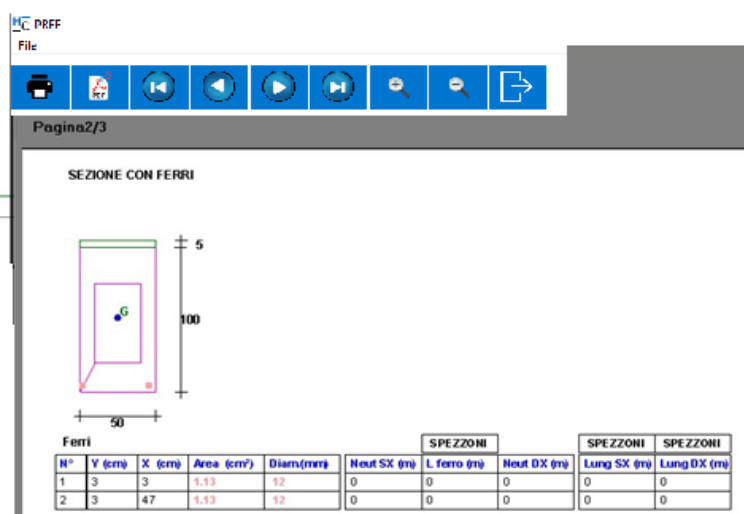 PREF
File
Pagina2/3
SEZIONE CON FERRI
5
G
100
50
Ferri
SPEZZONI SPEZZONI SPEZZONI
N° Y (cm) X (cm) Area (cm²) Diam.(mm) Neut SX (m) L ferro (m) Neut DX (m) Lung SX (m) Lung DX (m)
1 3 3 1.13 12 0 0 0 0 0
2 3 47 1.13 12 0 0 0 0 0